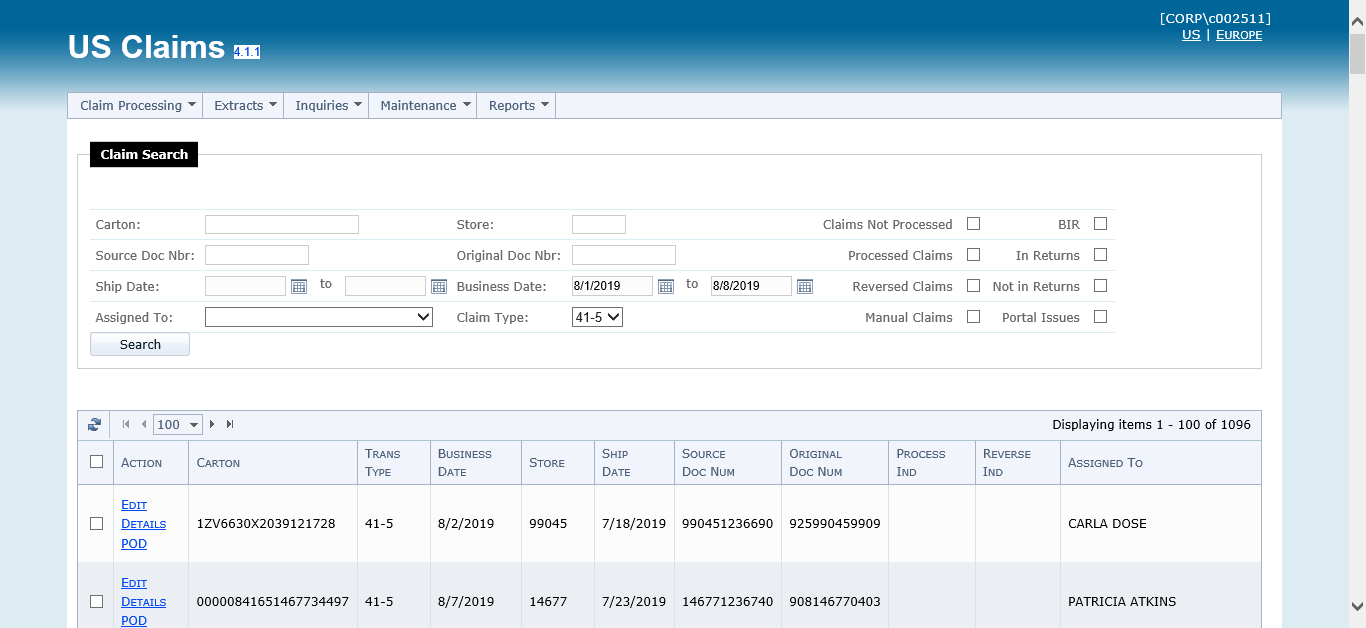 [CORP\c002511]
US | EUROPE
US Claims 4.1.1
Claim Processing Extracts Inquiries Maintenance Reports
Claim Search
Carton: Store: Claims Not Processed BIR
Source Doc Nbr: Original Doc Nbr: Processed Claims In Returns
Ship Date: to Business Date: 8/1/2019 to 8/8/2019 Reversed Claims Not in Returns
Assigned To: Claim Type: 41-5 Manual Claims Portal Issues
Search
100 Displaying items 1 - 100 of 1096
ACTION CARTON TRANS TYPE BUSINESS DATE STORE SHIP DATE SOURCE DOC NUM ORIGINAL DOC NUM PROCESS IND REVERSE IND ASSIGNED TO
EDIT
DETAILS 1ZV6630X2039121728 41-5 8/2/2019 99045 7/18/2019 990451236690 925990459909 CARLA DOSE
POD
EDIT
DETAILS 00000841651467734497 41-5 8/7/2019 14677 7/23/2019 146771236740 908146770403 PATRICIA ATKINS
POD